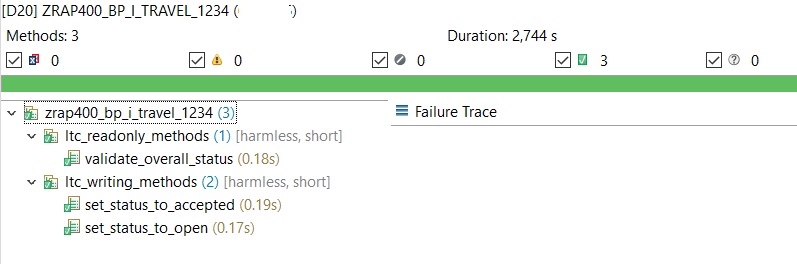 [D20] ZRAP400_BP_I_TRAVEL_1234 (
Methods: 3 Duration: 2,744 s
0 0 0 3 0
zrap400_bp_i_travel_1234 (3) Failure Trace
ltc_readonly_methods (1) [harmless, short]
validate_overall_status (0.18s)
ltc_writing_methods (2) [harmless, short]
set_status_to_accepted (0.19s)
set_status_to_open (0.17s)